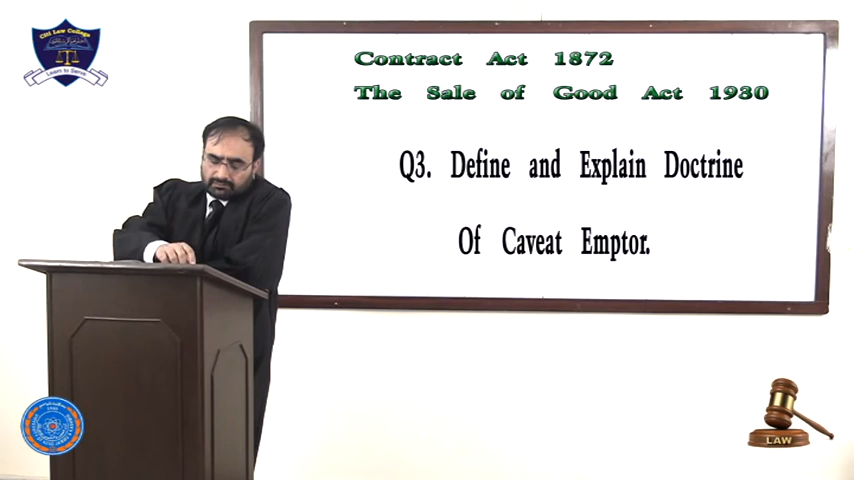 Citi Law College
Learn to Serve
Contract Act 1872
The Sale of Good Act 1930
Q3. Define and Explain Doctrine
Of Caveat Emptor.
LAW